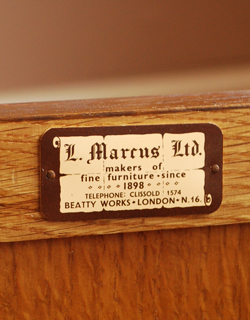 L. Marcus Ltd.
makers of
fine furniture · since
◦ ◦ ◦ ◦ 1898 ◦ ◦ ◦ ◦
TELEPHONE: CLISSOLD 1574
BEATTY WORKS • LONDON • N.16.